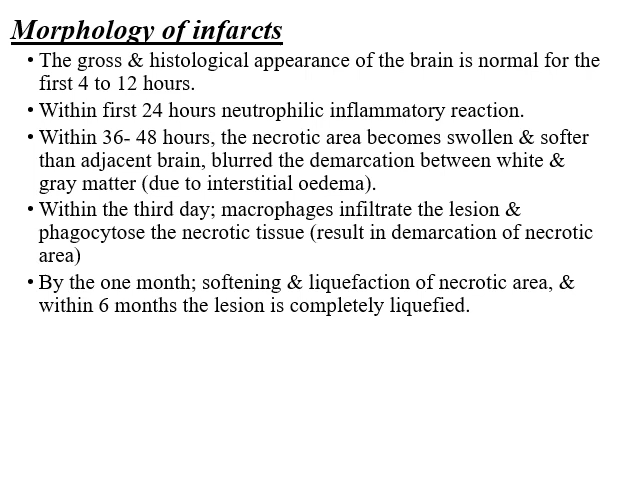 Morphology of infarcts
• The gross & histological appearance of the brain is normal for the
first 4 to 12 hours.
• Within first 24 hours neutrophilic inflammatory reaction.
• Within 36- 48 hours, the necrotic area becomes swollen & softer
than adjacent brain, blurred the demarcation between white &
gray matter (due to interstitial oedema).
• Within the third day; macrophages infiltrate the lesion &
phagocytose the necrotic tissue (result in demarcation of necrotic
area)
• By the one month; softening & liquefaction of necrotic area, &
within 6 months the lesion is completely liquefied.